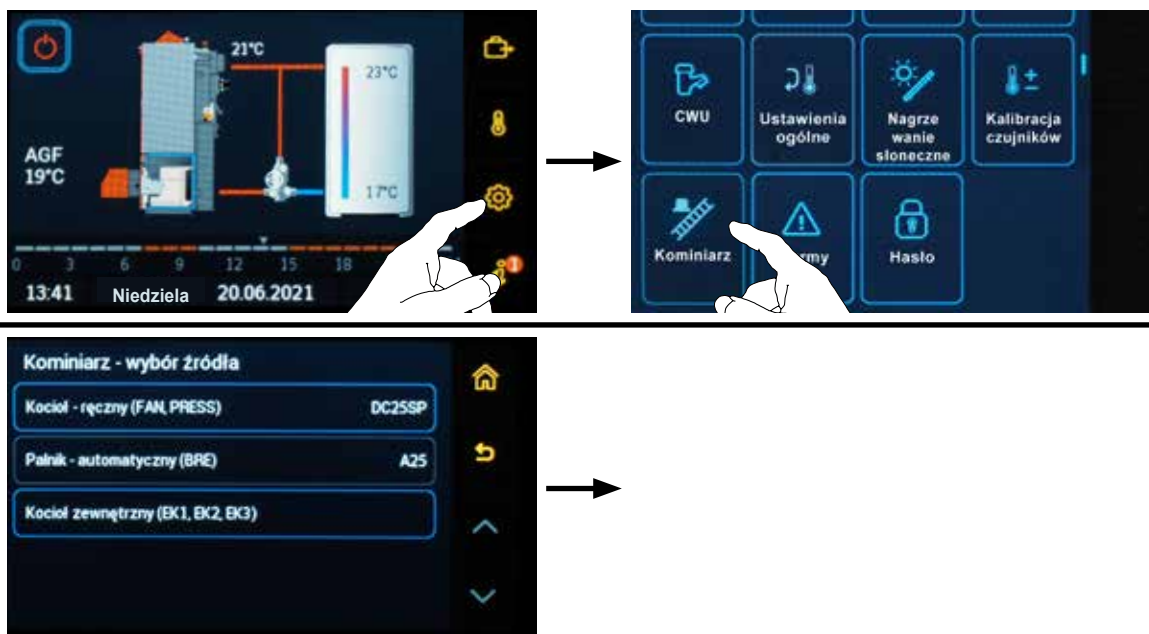 21°C
23°C
AGF
19°C
17°C
0 3 6 9 12 15 18
1
13:41 Niedziela 20.06.2021
CWU
Ustawienia
ogólne
Nagrze
wanie
słoneczne
Kalibracja
czujników
Kominiarz
Hasło
Kominiarz - wybór źródła
Kocioł - ręczny (FAN, PRESS) DC25SP
Palnik - automatyczny (BRE) A25
Kocioł zewnętrzny (EK1, EK2, EK3)